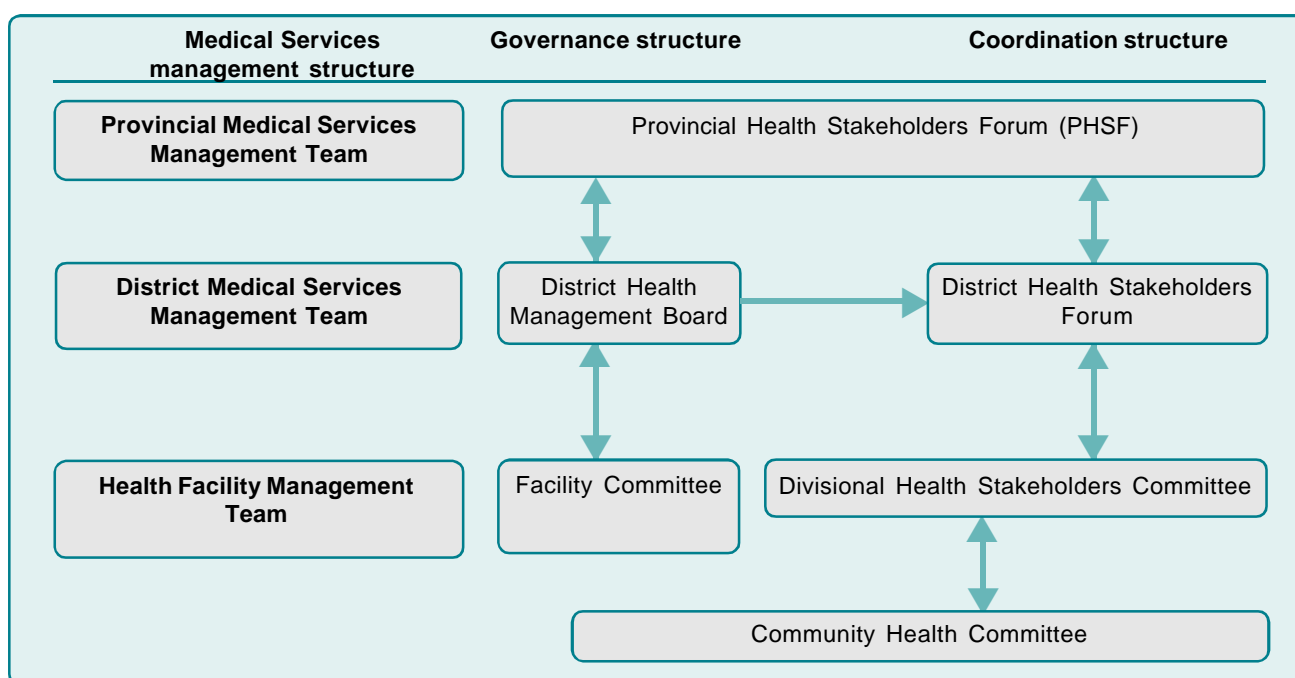 Medical Services
management structure
Governance structure
Coordination structure
Provincial Medical Services
Management Team
Provincial Health Stakeholders Forum (PHSF)
District Medical Services
Management Team
District Health
Management Board
District Health Stakeholders
Forum
Health Facility Management
Team
Facility Committee
Divisional Health Stakeholders Committee
Community Health Committee